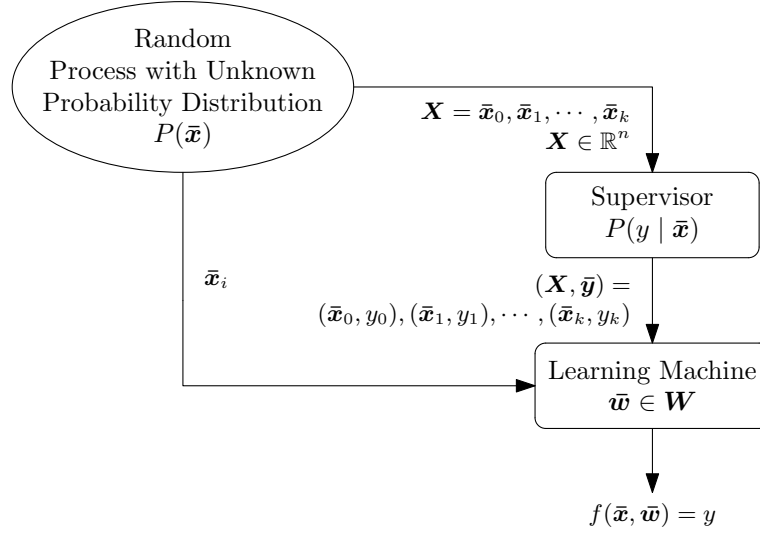 Random
Process with Unknown
Probability Distribution
P(x̄)
X = x̄₀, x̄₁, ⋯ , x̄ₖ
X ∈ ℝⁿ
Supervisor
P(y | x̄)
x̄ᵢ
(X, ȳ) =
(x̄₀, y₀), (x̄₁, y₁), ⋯ , (x̄ₖ, yₖ)
Learning Machine
w̄ ∈ W
f(x̄, w̄) = y